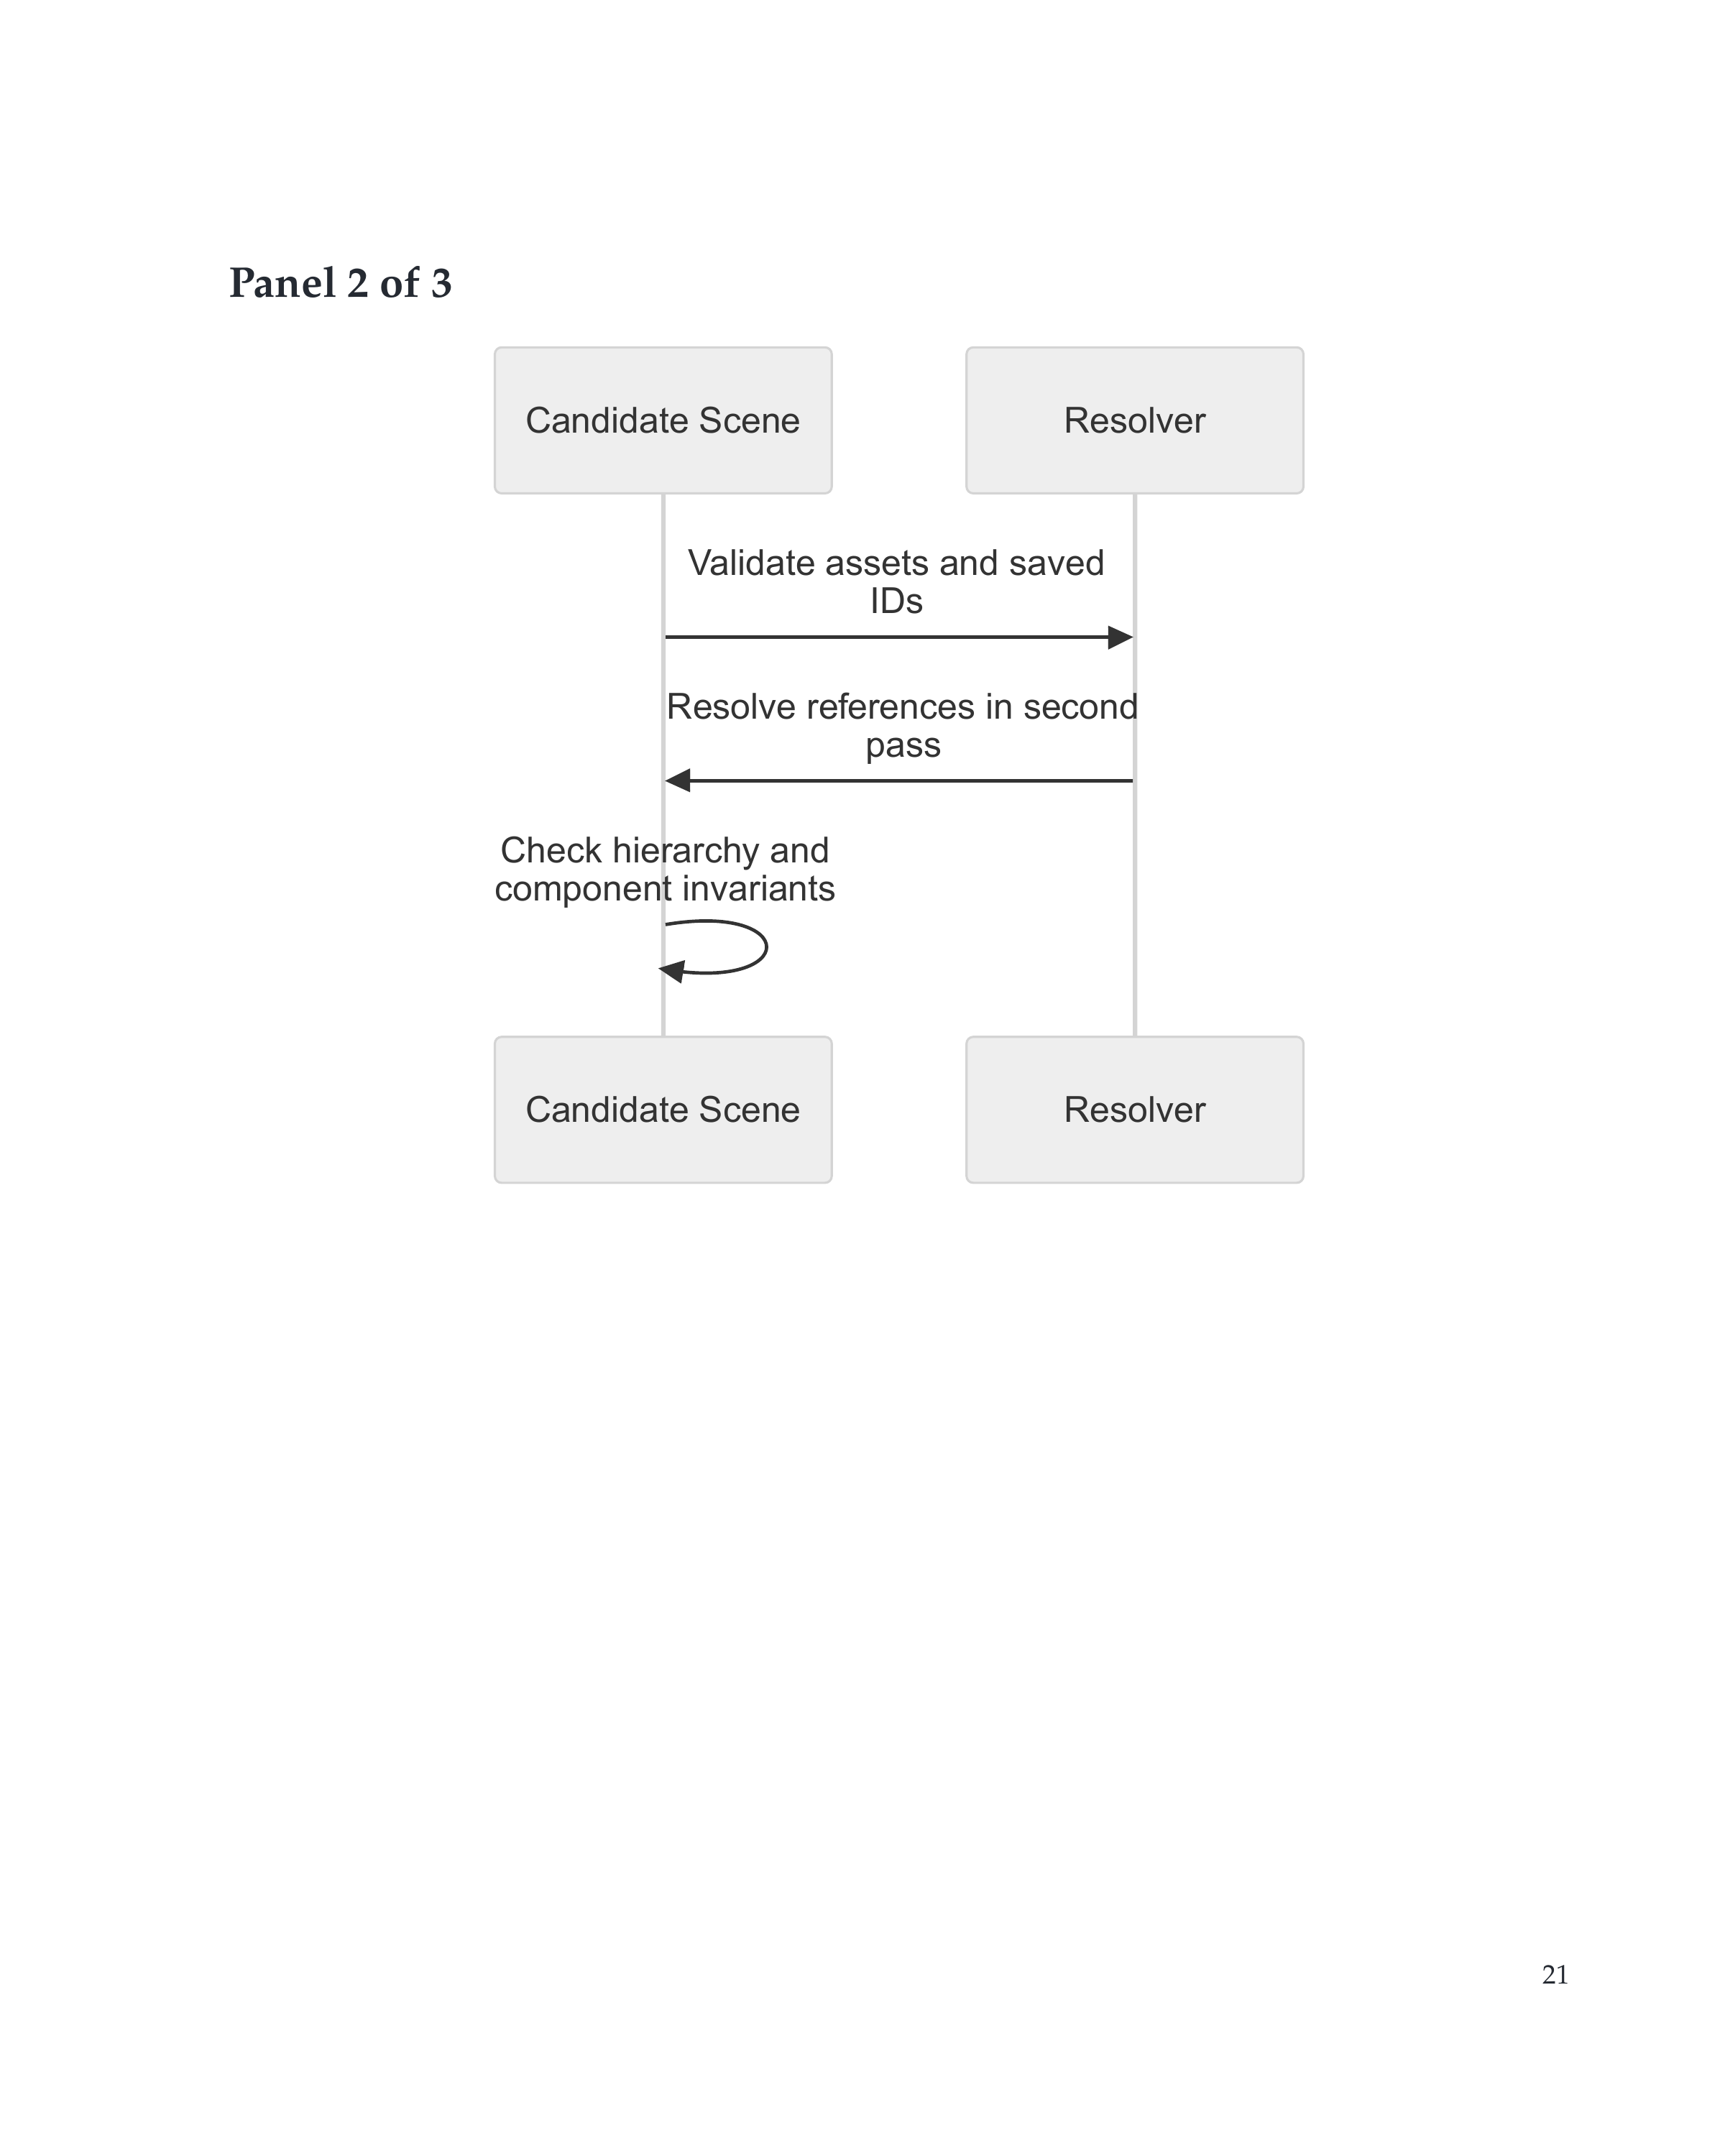 Panel 2 of 3
Candidate Scene
Resolver
Validate assets and saved
IDs
Resolve references in second
pass
Check hierarchy and
component invariants
Candidate Scene
Resolver
21